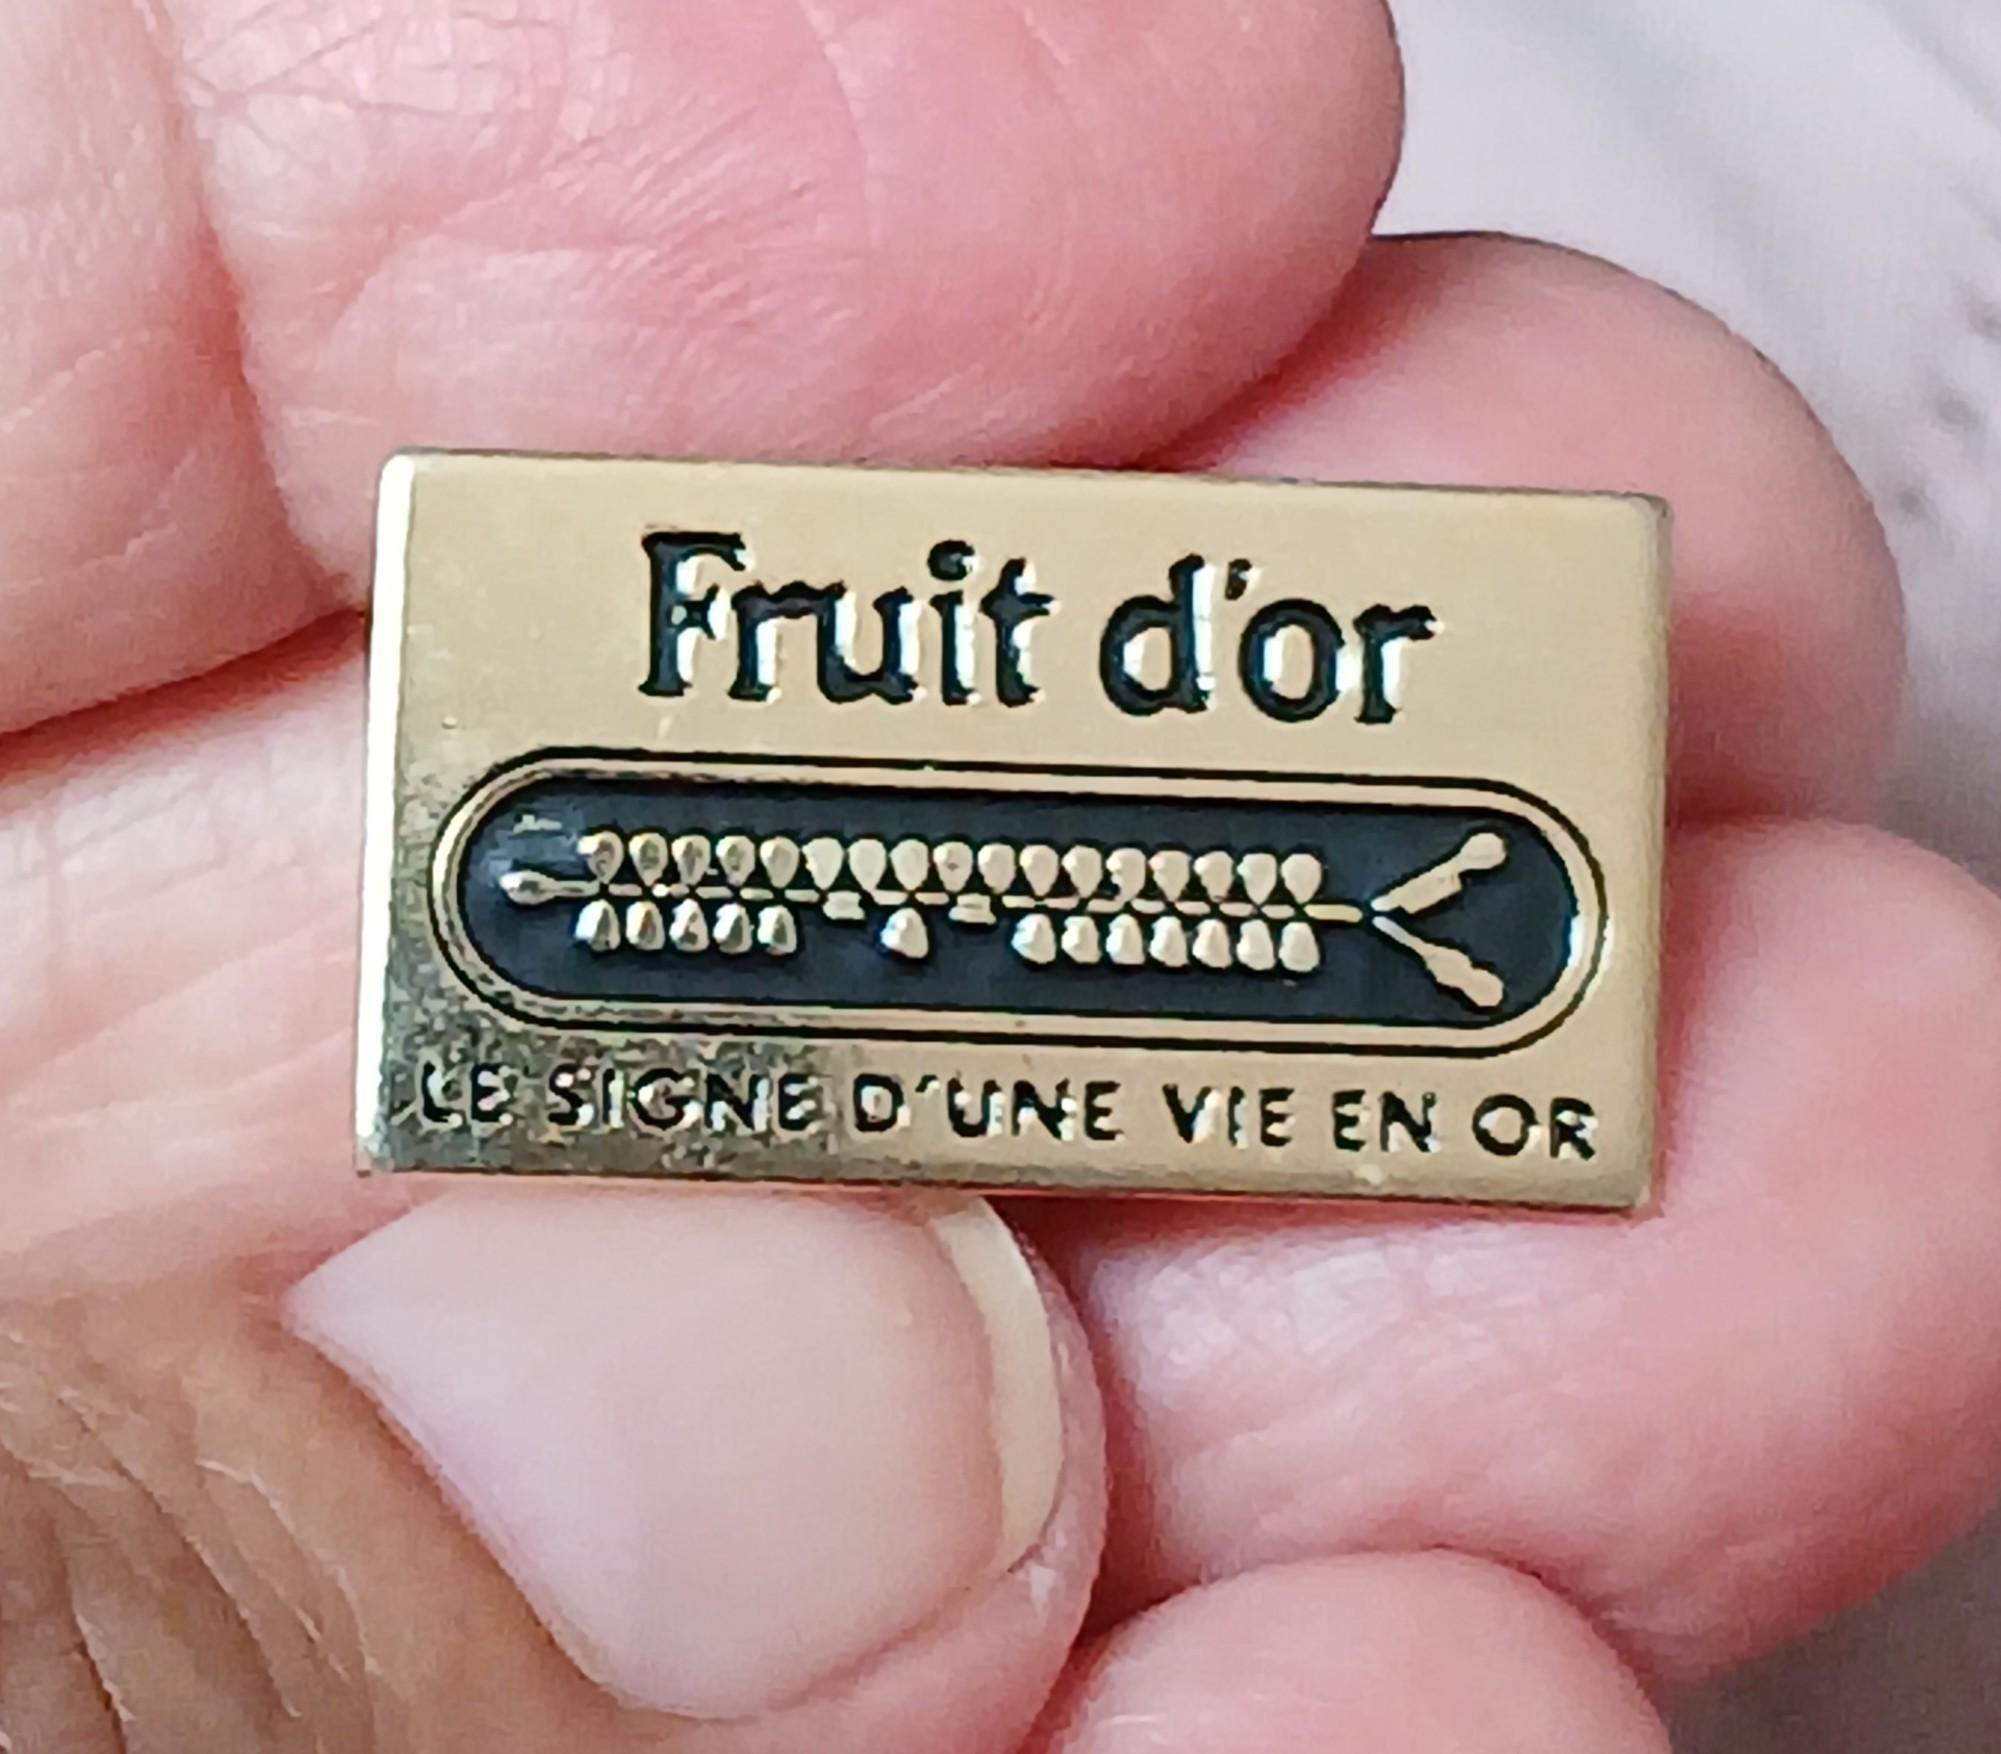 Fruit d'or
LE SIGNE D'UNE VIE EN OR